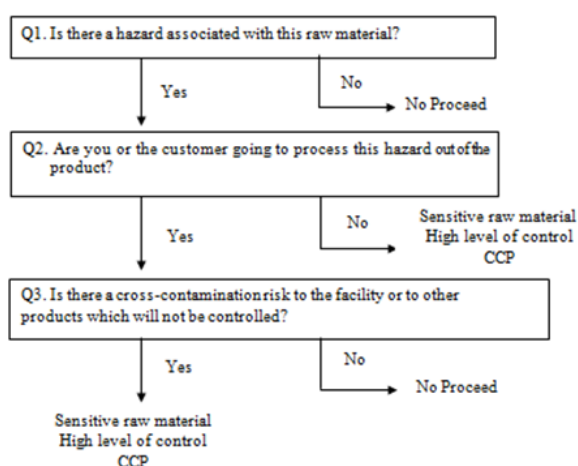 Q1. Is there a hazard associated with this raw material?
Yes
No
No Proceed
Q2. Are you or the customer going to process this hazard out of the
product?
Yes
No
Sensitive raw material
High level of control
CCP
Q3. Is there a cross-contamination risk to the facility or to other
products which will not be controlled?
Yes
No
No Proceed
Sensitive raw material
High level of control
CCP